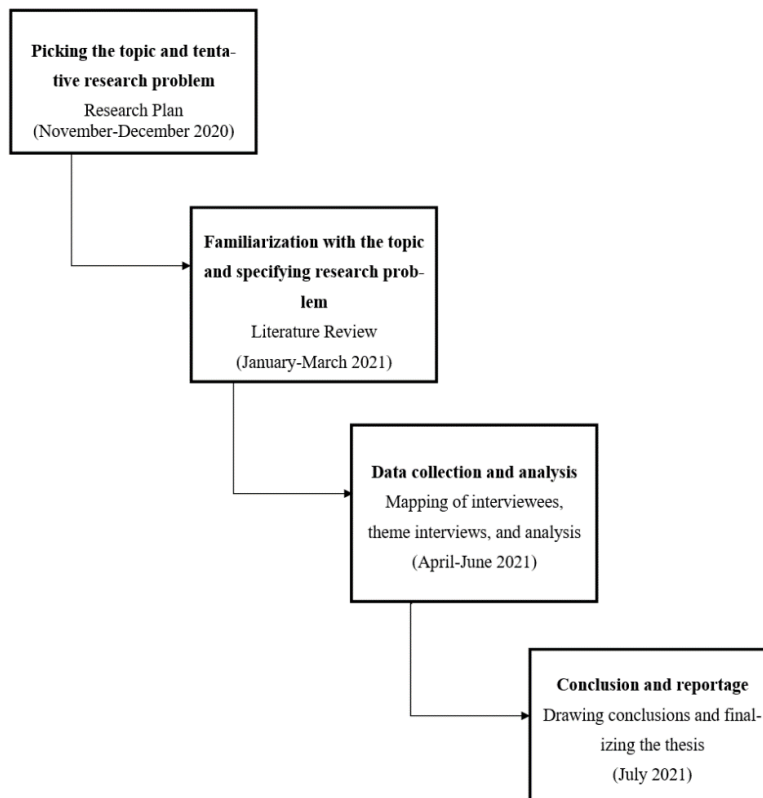 Picking the topic and tenta-
tive research problem
Research Plan
(November-December 2020)
Familiarization with the topic
and specifying research prob-
lem
Literature Review
(January-March 2021)
Data collection and analysis
Mapping of interviewees,
theme interviews, and analysis
(April-June 2021)
Conclusion and reportage
Drawing conclusions and final-
izing the thesis
(July 2021)